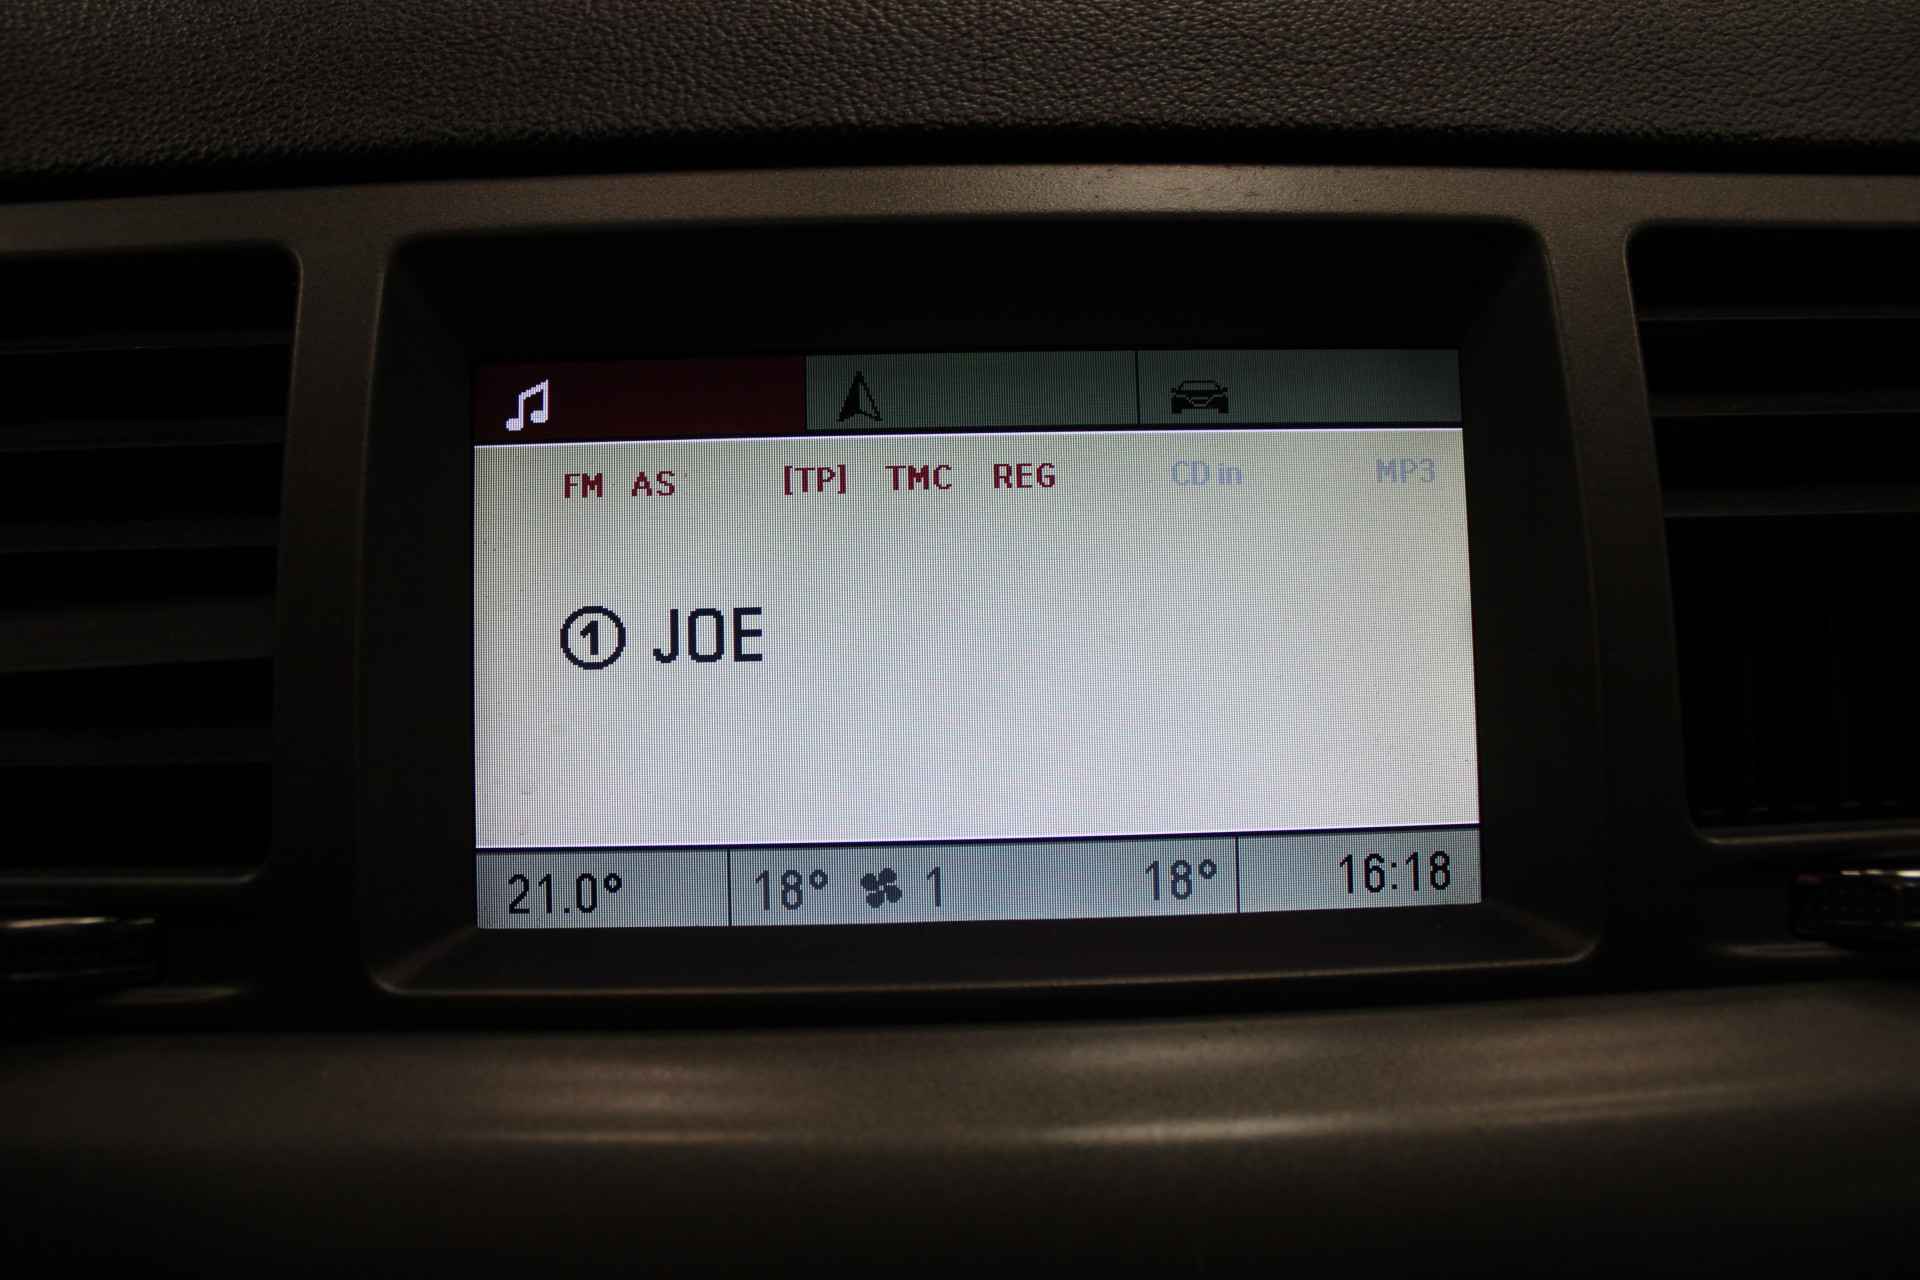 FM AS [TP] TMC REG CD in MP3
1 JOE
21.0° 18° 1 18° 16:18